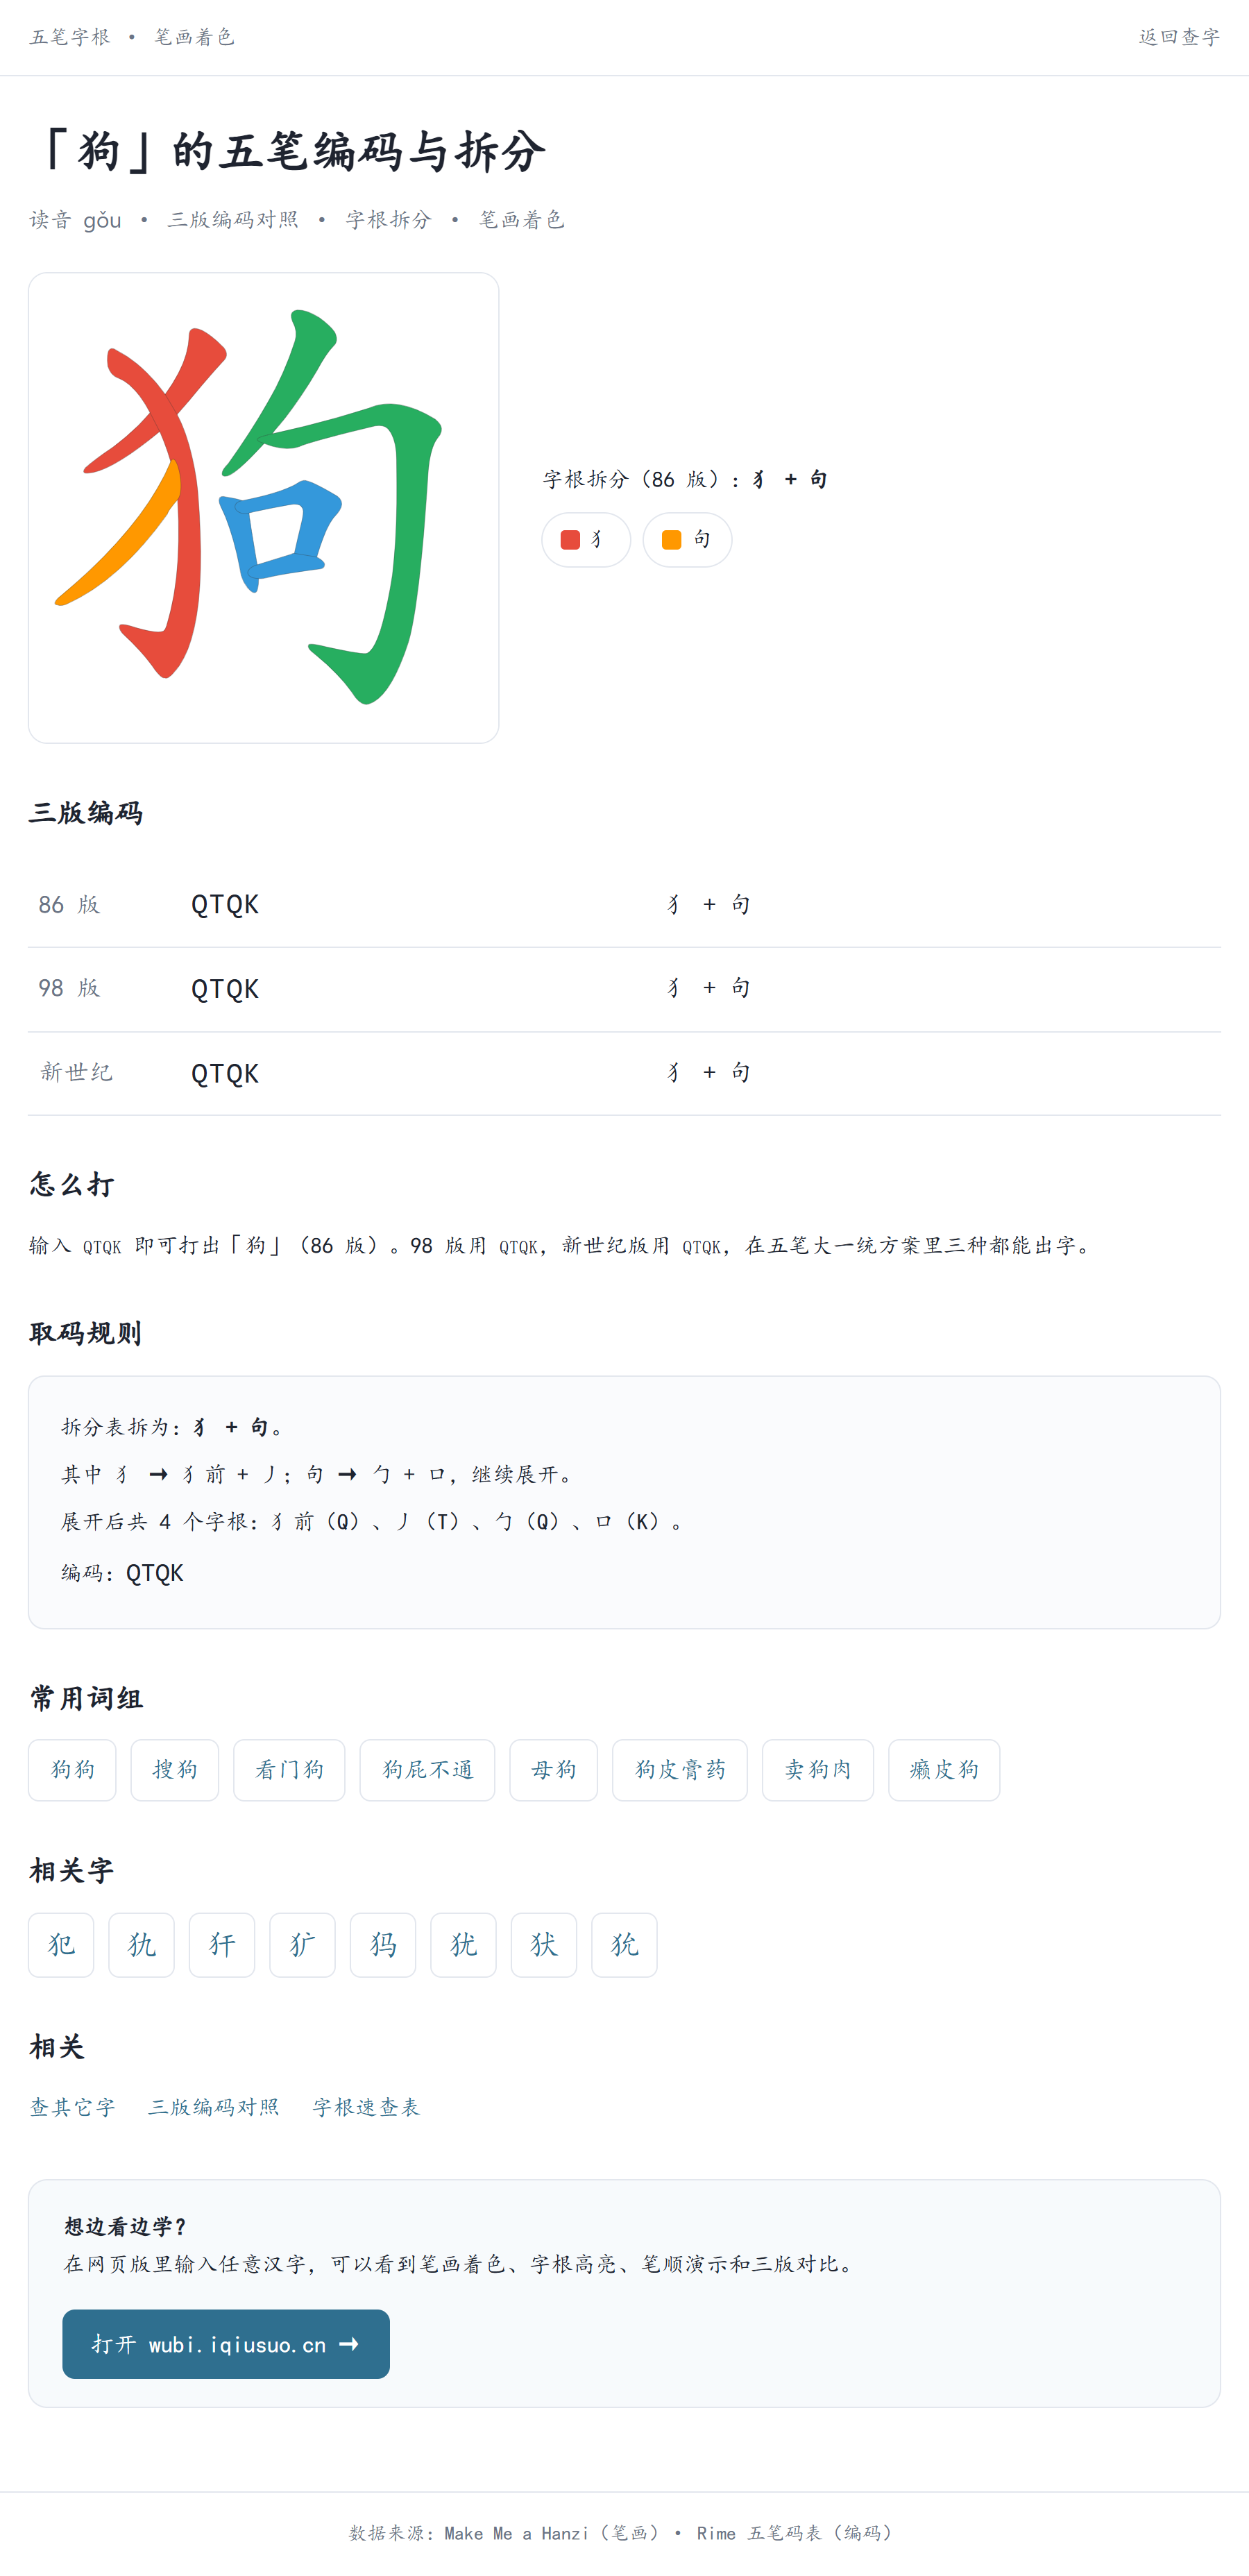 五笔字根 • 笔画着色
返回查字
「狗」的五笔编码与拆分
读音 gǒu • 三版编码对照 • 字根拆分 • 笔画着色
狗
字根拆分（86 版）：犭 + 句
犭 句
三版编码
86 版 QTQK 犭 + 句
98 版 QTQK 犭 + 句
新世纪 QTQK 犭 + 句
怎么打
输入 QTQK 即可打出「狗」（86 版）。98 版用 QTQK，新世纪版用 QTQK，在五笔大一统方案里三种都能出字。
取码规则
拆分表拆为：犭 + 句。
其中 犭 → 犭前 + 丿；句 → 勹 + 口，继续展开。
展开后共 4 个字根：犭前（Q）、丿（T）、勹（Q）、口（K）。
编码：QTQK
常用词组
狗狗 搜狗 看门狗 狗屁不通 母狗 狗皮膏药 卖狗肉 癞皮狗
相关字
犯 犰 犴 犷 犸 犹 状 狁
相关
查其它字 三版编码对照 字根速查表
想边看边学？
在网页版里输入任意汉字，可以看到笔画着色、字根高亮、笔顺演示和三版对比。
打开 wubi.iqiusuo.cn →
数据来源：Make Me a Hanzi（笔画）• Rime 五笔码表（编码）